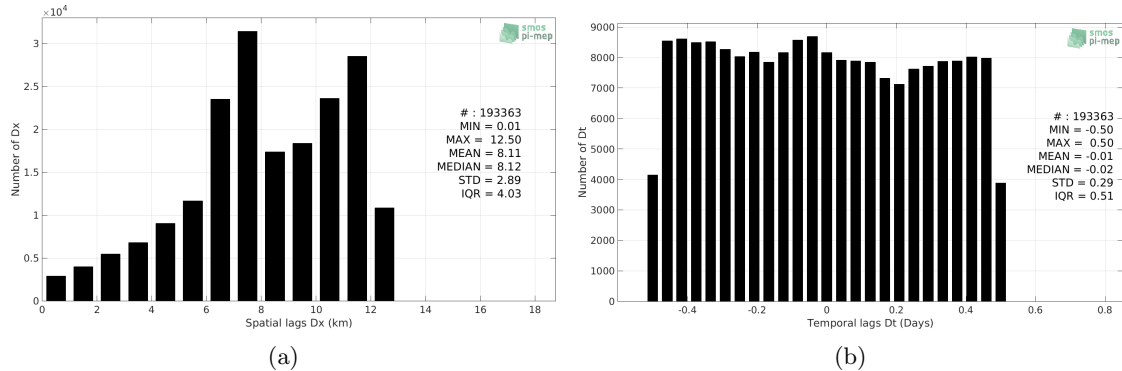 ×10⁴
3
2.5
2
1.5
1
0.5
0
Number of Dx
0 2 4 6 8 10 12 14 16 18
Spatial lags Dx (km)
smos
pi-mep
# : 193363
MIN = 0.01
MAX = 12.50
MEAN = 8.11
MEDIAN = 8.12
STD = 2.89
IQR = 4.03
(a)
9000
8000
7000
6000
5000
4000
3000
2000
1000
0
Number of Dt
-0.4 -0.2 0 0.2 0.4 0.6 0.8
Temporal lags Dt (Days)
smos
pi-mep
# : 193363
MIN = -0.50
MAX = 0.50
MEAN = -0.01
MEDIAN = -0.02
STD = 0.29
IQR = 0.51
(b)